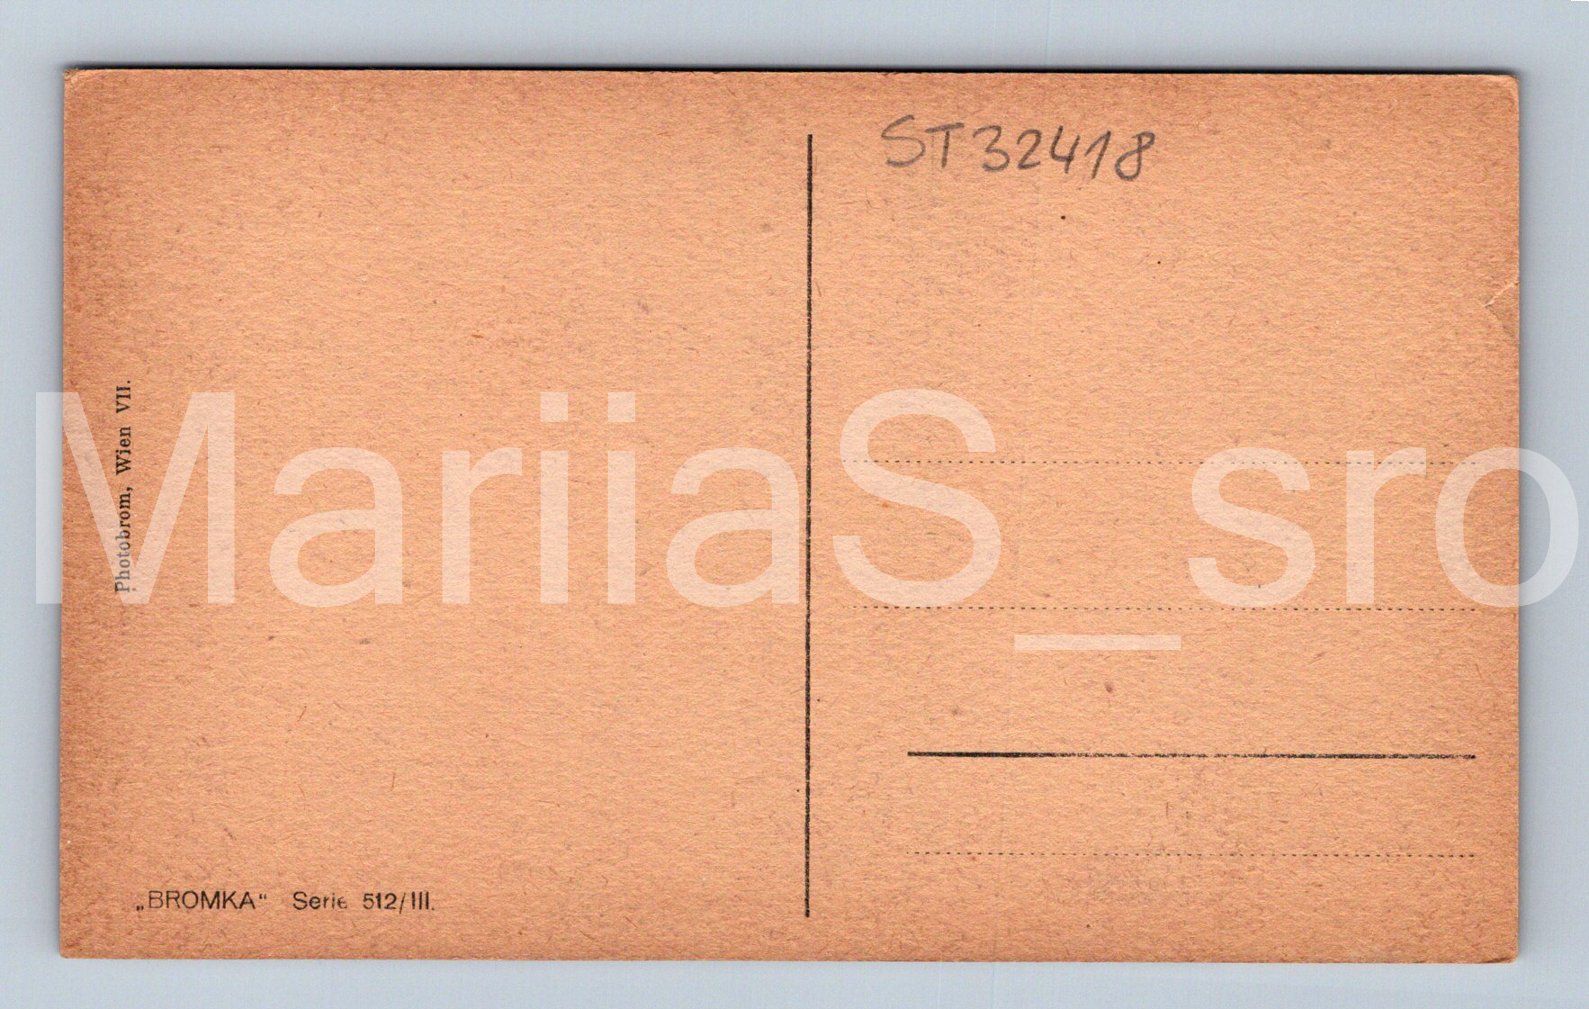 ST32418
Photobrom, Wien VII.
MariiaS_sro
„BROMKA“ Serie 512/III.